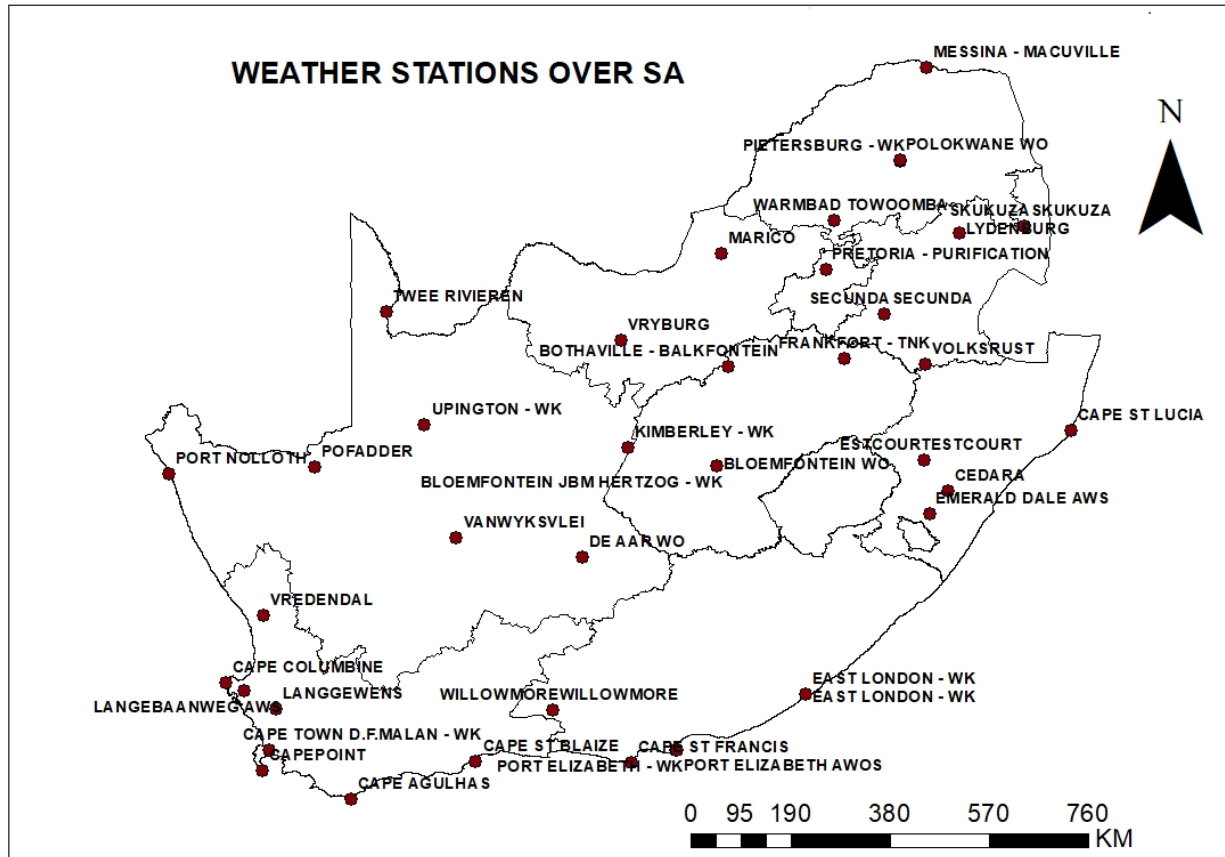 WEATHER STATIONS OVER SA
MESSINA - MACUVILLE
N
PIETERSBURG - WK
POLOKWANE WO
WARMBAD TOWOOMBA
SKUKUZA SKUKUZA
LYDENBURG
MARICO
PRETORIA - PURIFICATION
TWEE RIVIEREN
SECUNDA SECUNDA
VRYBURG
FRANKFORT - TNK
BOTHAVILLE - BALKFONTEIN
VOLKSRUST
UPINGTON - WK
CAPE ST LUCIA
KIMBERLEY - WK
ESTCOURTESTCOURT
PORT NOLLOTH
POFADDER
BLOEMFONTEIN WO
BLOEMFONTEIN JBM HERTZOG - WK
CEDARA
EMERALD DALE AWS
VANWYKSVLEI
DE AAR WO
VREDENDAL
CAPE COLUMBINE
LANGGEWENS
LANGEBAANWEG AWS
WILLOWMOREWILLOWMORE
EAST LONDON - WK
EAST LONDON - WK
CAPE TOWN D.F.MALAN - WK
CAPEPOINT
CAPE ST BLAIZE
CAPE ST FRANCIS
PORT ELIZABETH - WK
PORT ELIZABETH AWOS
CAPE AGULHAS
0 95 190 380 570 760
KM